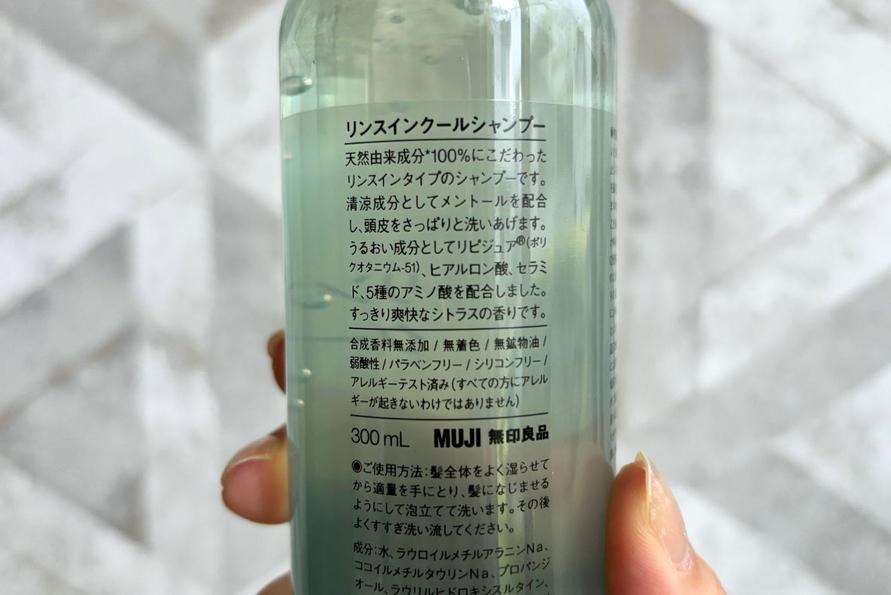 リンスインクールシャンプー
天然由来成分*100%にこだわった
リンスインタイプのシャンプーです。
清涼成分としてメントールを配合
し、頭皮をさっぱりと洗いあげます。
うるおい成分としてリピジュア®(ポリ
クオタニウム-51)、ヒアルロン酸、セラミ
ド、5種のアミノ酸を配合しました。
すっきり爽快なシトラスの香りです。
合成香料無添加 / 無着色 / 無鉱物油 /
弱酸性 / パラベンフリー / シリコンフリー /
アレルギーテスト済み(すべての方にアレル
ギーが起きないわけではありません)
300 mL MUJI 無印良品
◉ご使用方法:髪全体をよく湿らせて
から適量を手にとり、髪になじませる
ようにして泡立てて洗います。その後
よくすすぎ洗い流してください。
成分:水、ラウロイルメチルアラニンNa、
ココイルメチルタウリンNa、プロパンジ
オール、ラウリルヒドロキシスルタイン、